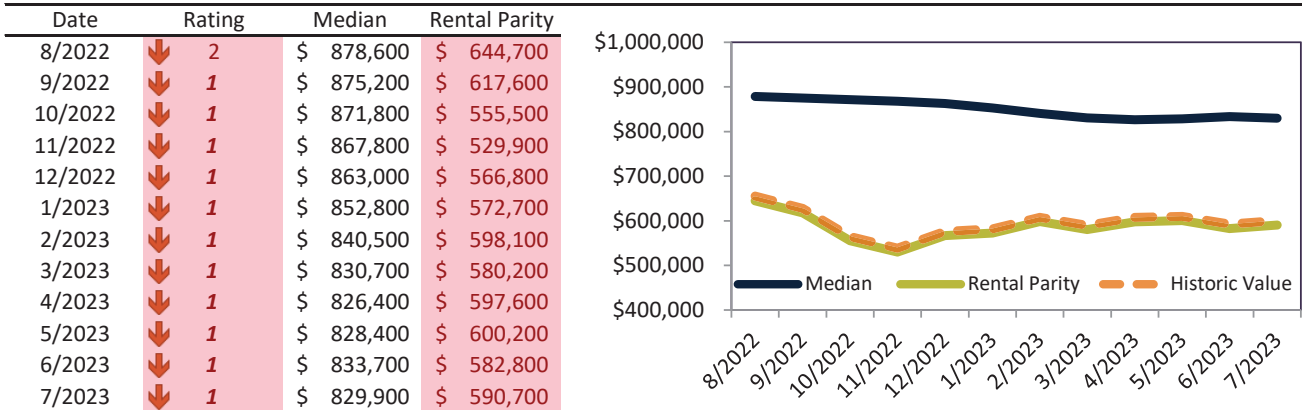 Date Rating Median Rental Parity
8/2022 2 $ 878,600 $ 644,700
9/2022 1 $ 875,200 $ 617,600
10/2022 1 $ 871,800 $ 555,500
11/2022 1 $ 867,800 $ 529,900
12/2022 1 $ 863,000 $ 566,800
1/2023 1 $ 852,800 $ 572,700
2/2023 1 $ 840,500 $ 598,100
3/2023 1 $ 830,700 $ 580,200
4/2023 1 $ 826,400 $ 597,600
5/2023 1 $ 828,400 $ 600,200
6/2023 1 $ 833,700 $ 582,800
7/2023 1 $ 829,900 $ 590,700
$1,000,000
$900,000
$800,000
$700,000
$600,000
$500,000
$400,000
Median Rental Parity Historic Value
8/2022 9/2022 10/2022 11/2022 12/2022 1/2023 2/2023 3/2023 4/2023 5/2023 6/2023 7/2023